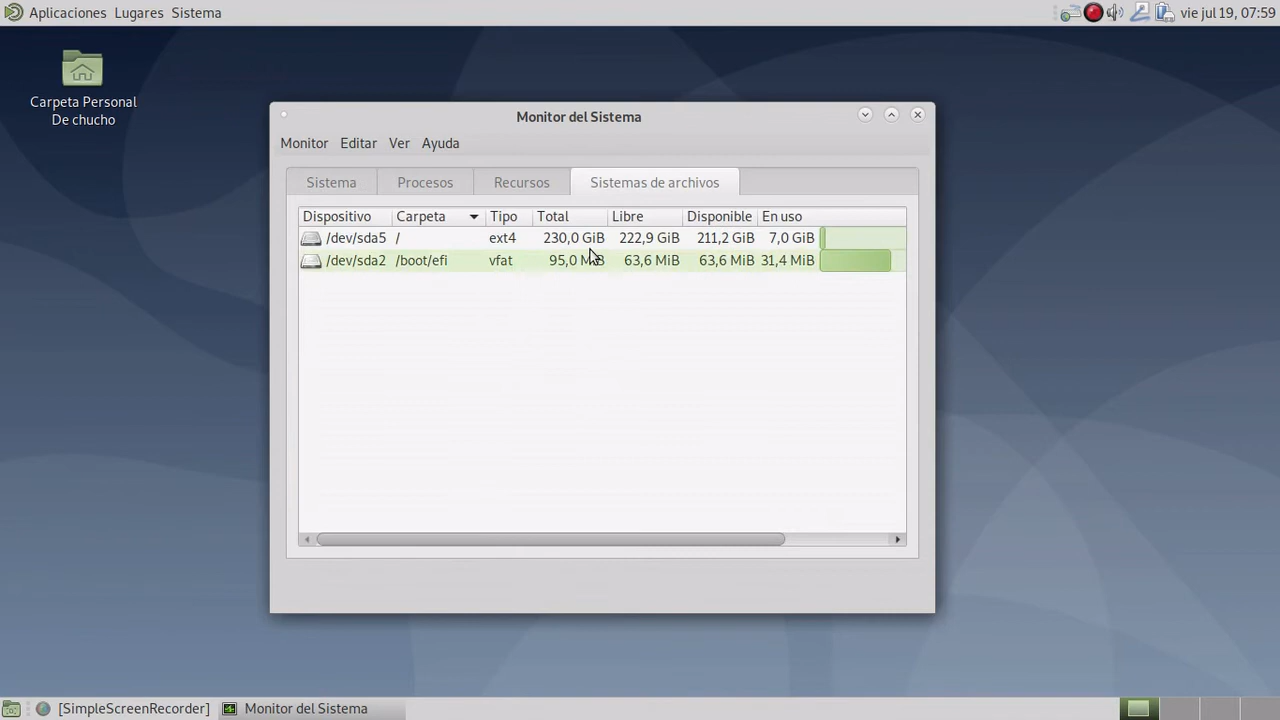 Aplicaciones Lugares Sistema vie jul 19, 07:59
Carpeta Personal
De chucho
Monitor del Sistema
Monitor Editar Ver Ayuda
Sistema Procesos Recursos Sistemas de archivos
Dispositivo Carpeta Tipo Total Libre Disponible En uso
/dev/sda5 / ext4 230,0 GiB 222,9 GiB 211,2 GiB 7,0 GiB
/dev/sda2 /boot/efi vfat 95,0 MiB 63,6 MiB 63,6 MiB 31,4 MiB
[SimpleScreenRecorder] Monitor del Sistema